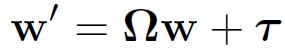 w′ = Ωw + τ